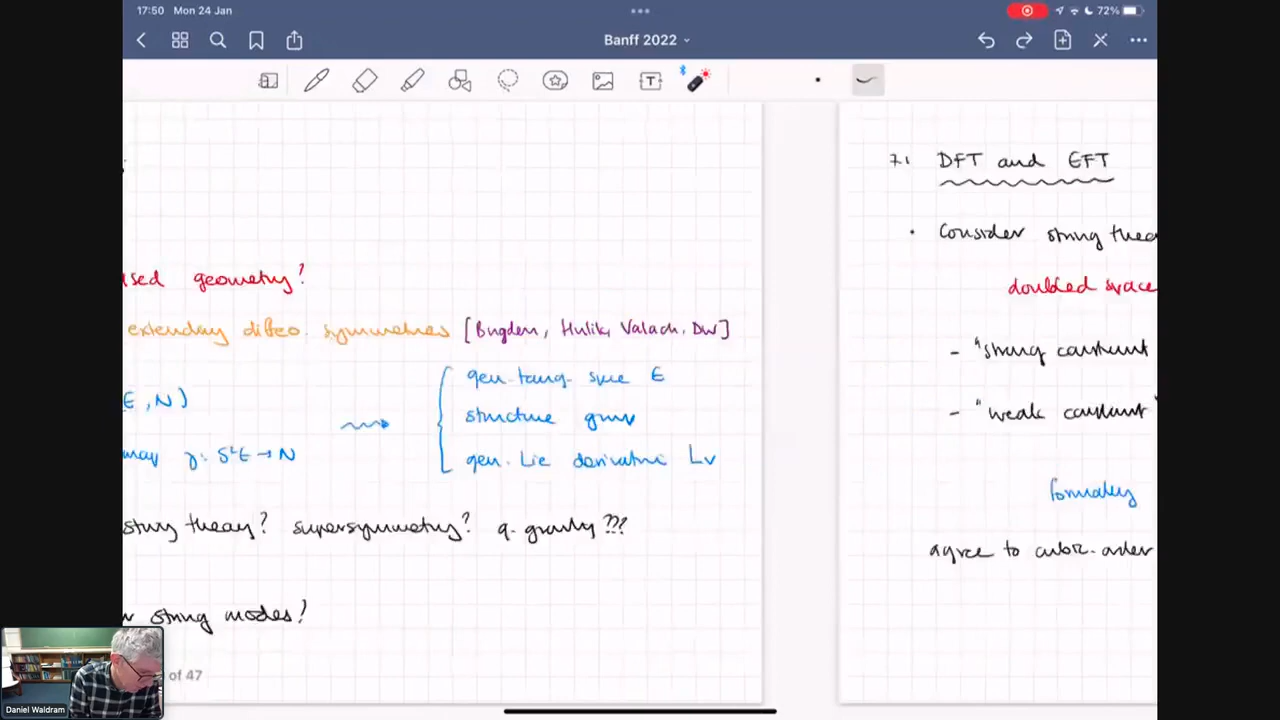 17:50 Mon 24 Jan
72%
Banff 2022
geometry?
extending diffeo. symmetries [Bugden, Hulik, Valach, DW]
gen. tang. space E
E, N)
structure group
map γ: S²E → N
gen. Lie derivative Lv
string theory? supersymmetry? q. gravity???
string modes?
of 47
7.1 DFT and EFT
• Consider string
doubled space
- "strong constraint
- "weak constraint"
formally
agree to cubic order
Daniel Waldram